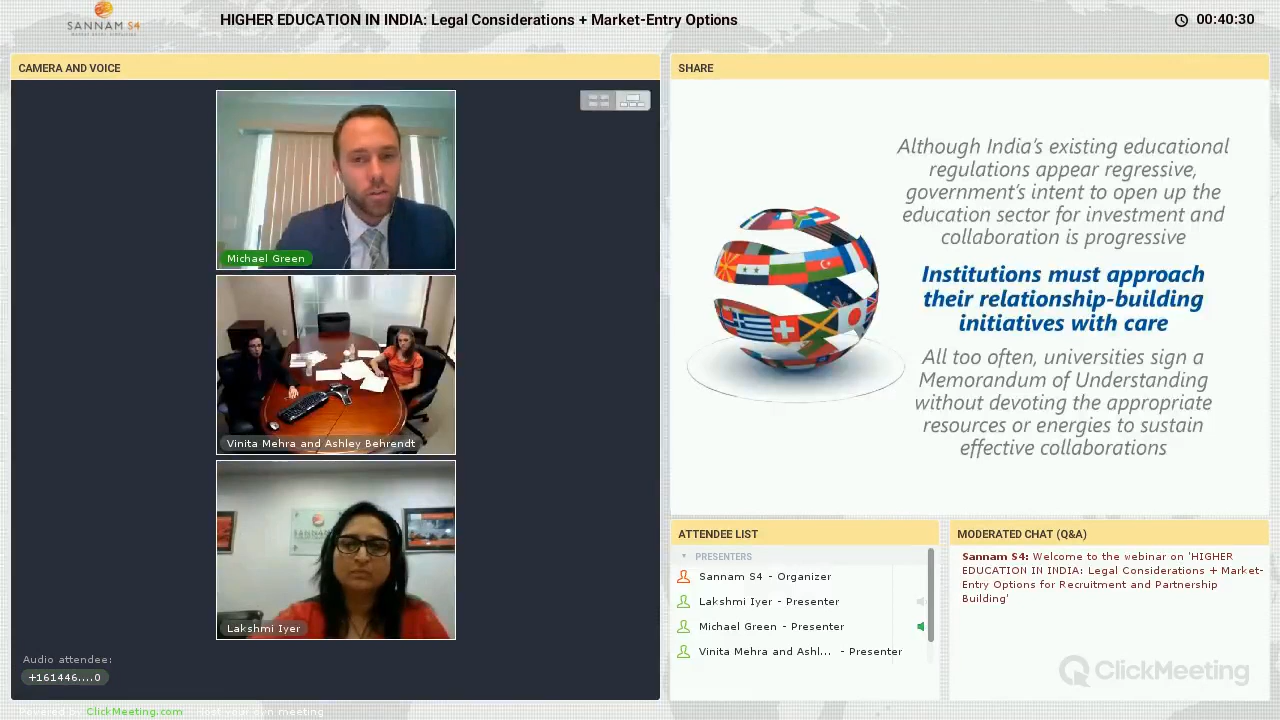 SANNAM S4
HIGHER EDUCATION IN INDIA: Legal Considerations + Market-Entry Options
00:40:30
CAMERA AND VOICE
Michael Green
Vinita Mehra and Ashley Behrendt
SANNAM
Lakshmi Iyer
Audio attendee:
+161446....0
Powered by ClickMeeting.com
your own meeting
SHARE
Although India's existing educational
regulations appear regressive,
government's intent to open up the
education sector for investment and
collaboration is progressive
Institutions must approach
their relationship-building
initiatives with care
All too often, universities sign a
Memorandum of Understanding
without devoting the appropriate
resources or energies to sustain
effective collaborations
ATTENDEE LIST
PRESENTERS
Sannam S4 - Organizer
Lakshmi Iyer - Presenter
Michael Green - Presenter
Vinita Mehra and Ashl... - Presenter
MODERATED CHAT (Q&A)
Sannam S4: Welcome to the webinar on 'HIGHER
EDUCATION IN INDIA: Legal Considerations + Market-
Entry Options for Recruitment and Partnership
Building'
ClickMeeting